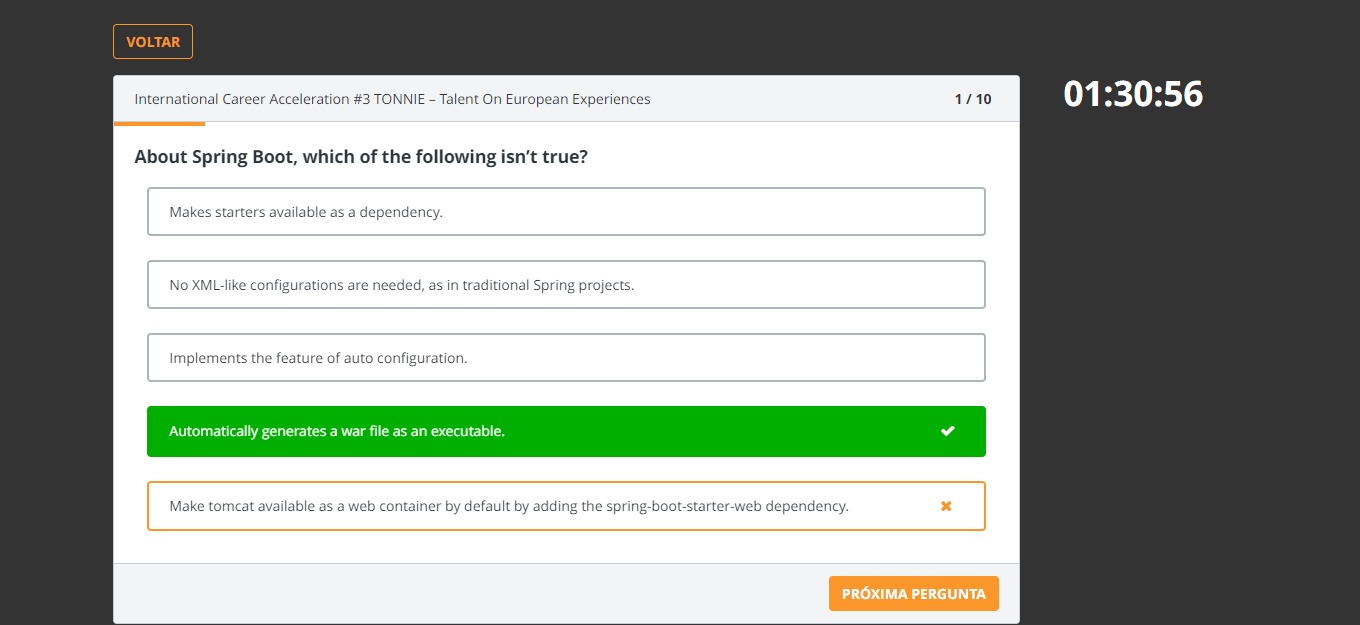 VOLTAR
International Career Acceleration #3 TONNIE – Talent On European Experiences 1 / 10
01:30:56
About Spring Boot, which of the following isn’t true?
Makes starters available as a dependency.
No XML-like configurations are needed, as in traditional Spring projects.
Implements the feature of auto configuration.
Automatically generates a war file as an executable.
Make tomcat available as a web container by default by adding the spring-boot-starter-web dependency.
PRÓXIMA PERGUNTA